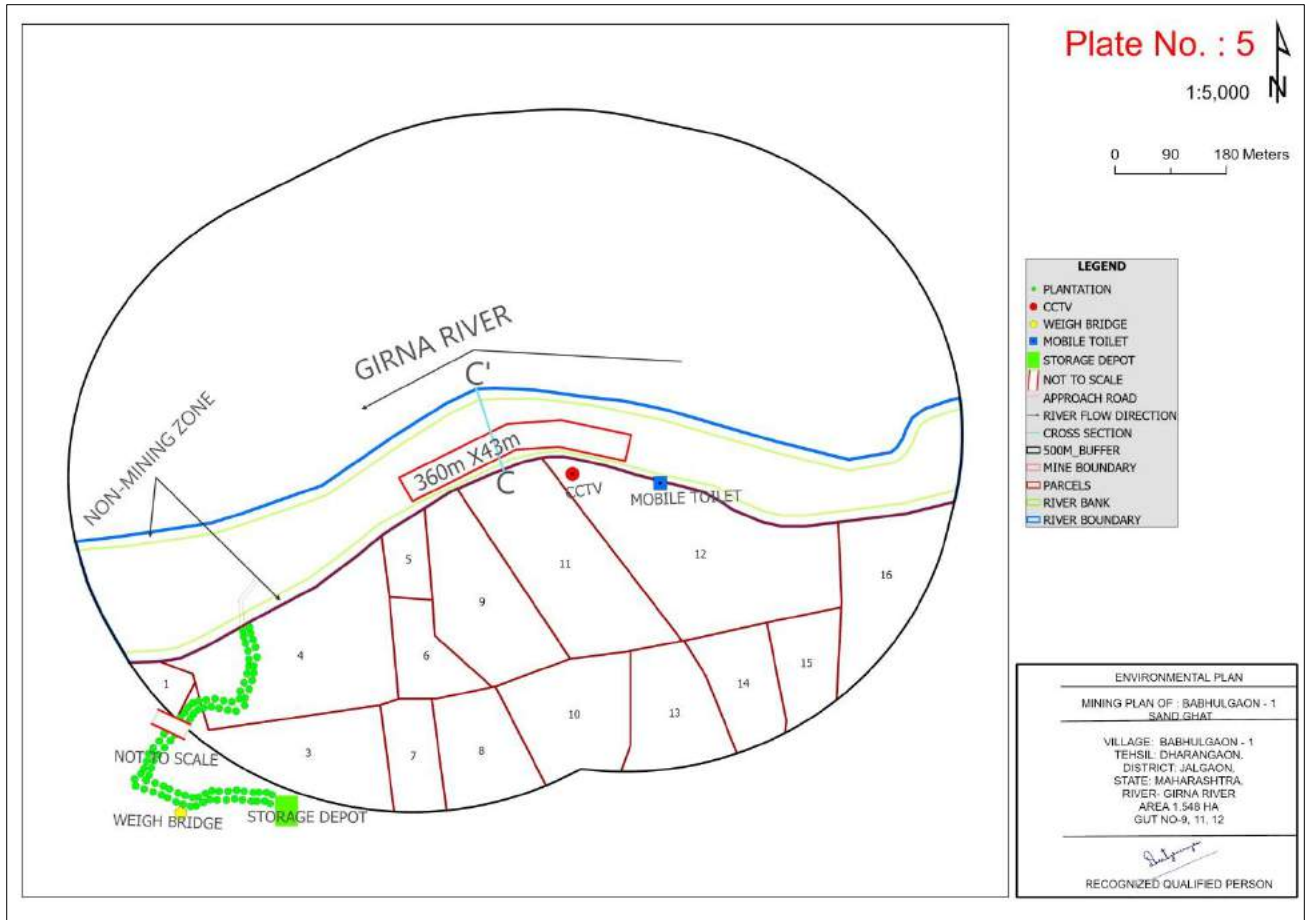 Plate No. : 5
1:5,000
N
0 90 180 Meters
LEGEND
PLANTATION
CCTV
WEIGH BRIDGE
MOBILE TOILET
STORAGE DEPOT
NOT TO SCALE
APPROACH ROAD
RIVER FLOW DIRECTION
CROSS SECTION
500M_BUFFER
MINE BOUNDARY
PARCELS
RIVER BANK
RIVER BOUNDARY
GIRNA RIVER
C'
NON-MINING ZONE
360m X43m
C
CCTV
MOBILE TOILET
5
11
12
16
9
4
6
15
1
14
10
13
3
7
8
NOT TO SCALE
WEIGH BRIDGE
STORAGE DEPOT
ENVIRONMENTAL PLAN
MINING PLAN OF : BABHULGAON - 1
SAND GHAT
VILLAGE: BABHULGAON - 1
TEHSIL: DHARANGAON,
DISTRICT: JALGAON,
STATE: MAHARASHTRA,
RIVER- GIRNA RIVER
AREA 1.548 HA
GUT NO-9, 11, 12
RECOGNIZED QUALIFIED PERSON